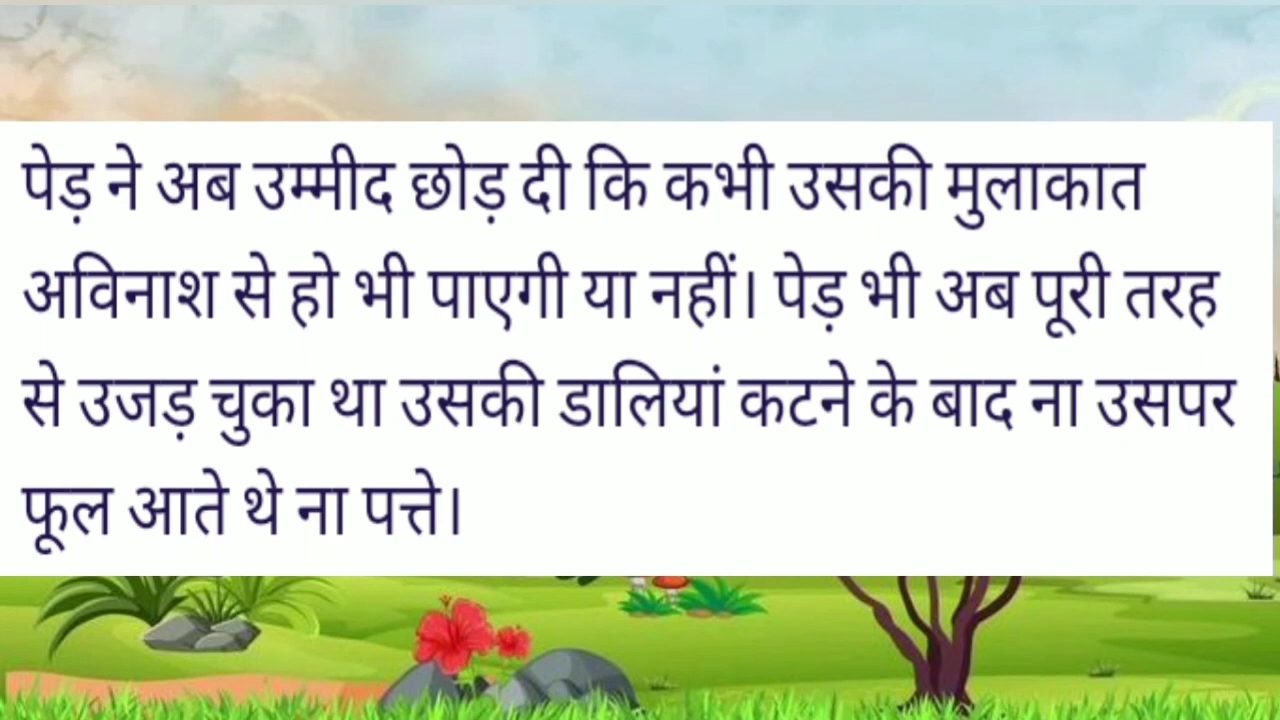 पेड़ ने अब उम्मीद छोड़ दी कि कभी उसकी मुलाकात
अविनाश से हो भी पाएगी या नहीं। पेड़ भी अब पूरी तरह
से उजड़ चुका था उसकी डालियां कटने के बाद ना उसपर
फूल आते थे ना पत्ते।